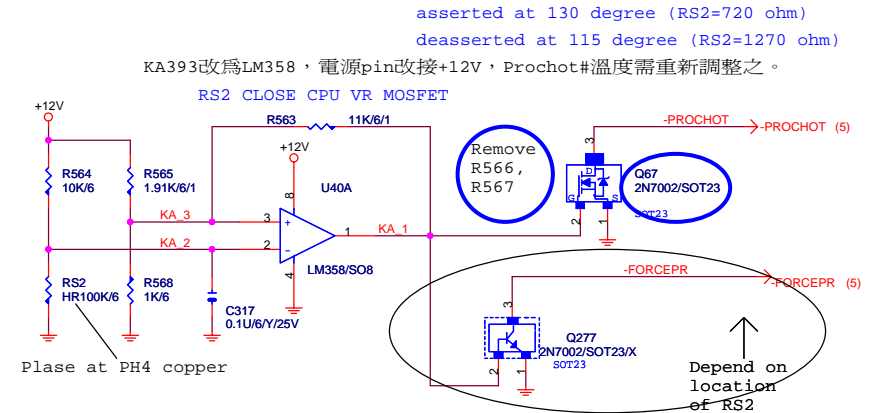 asserted at 130 degree (RS2=720 ohm)
deasserted at 115 degree (RS2=1270 ohm)
KA393改爲LM358，電源pin改接+12V，Prochot#溫度需重新調整之。
RS2 CLOSE CPU VR MOSFET
+12V
R563
11K/6/1
-PROCHOT
-PROCHOT (5)
+12V
Remove
R566,
R567
3
D
G
S
2
1
Q67
2N7002/SOT23
SOT23
R564
10K/6
R565
1.91K/6/1
8
U40A
KA_3
3
+
KA_2
2
-
1
KA_1
4
LM358/SO8
RS2
HR100K/6
R568
1K/6
C317
0.1U/6/Y/25V
-FORCEPR
-FORCEPR (5)
3
Q277
2N7002/SOT23/X
SOT23
2
1
Plase at PH4 copper
Depend on
location
of RS2